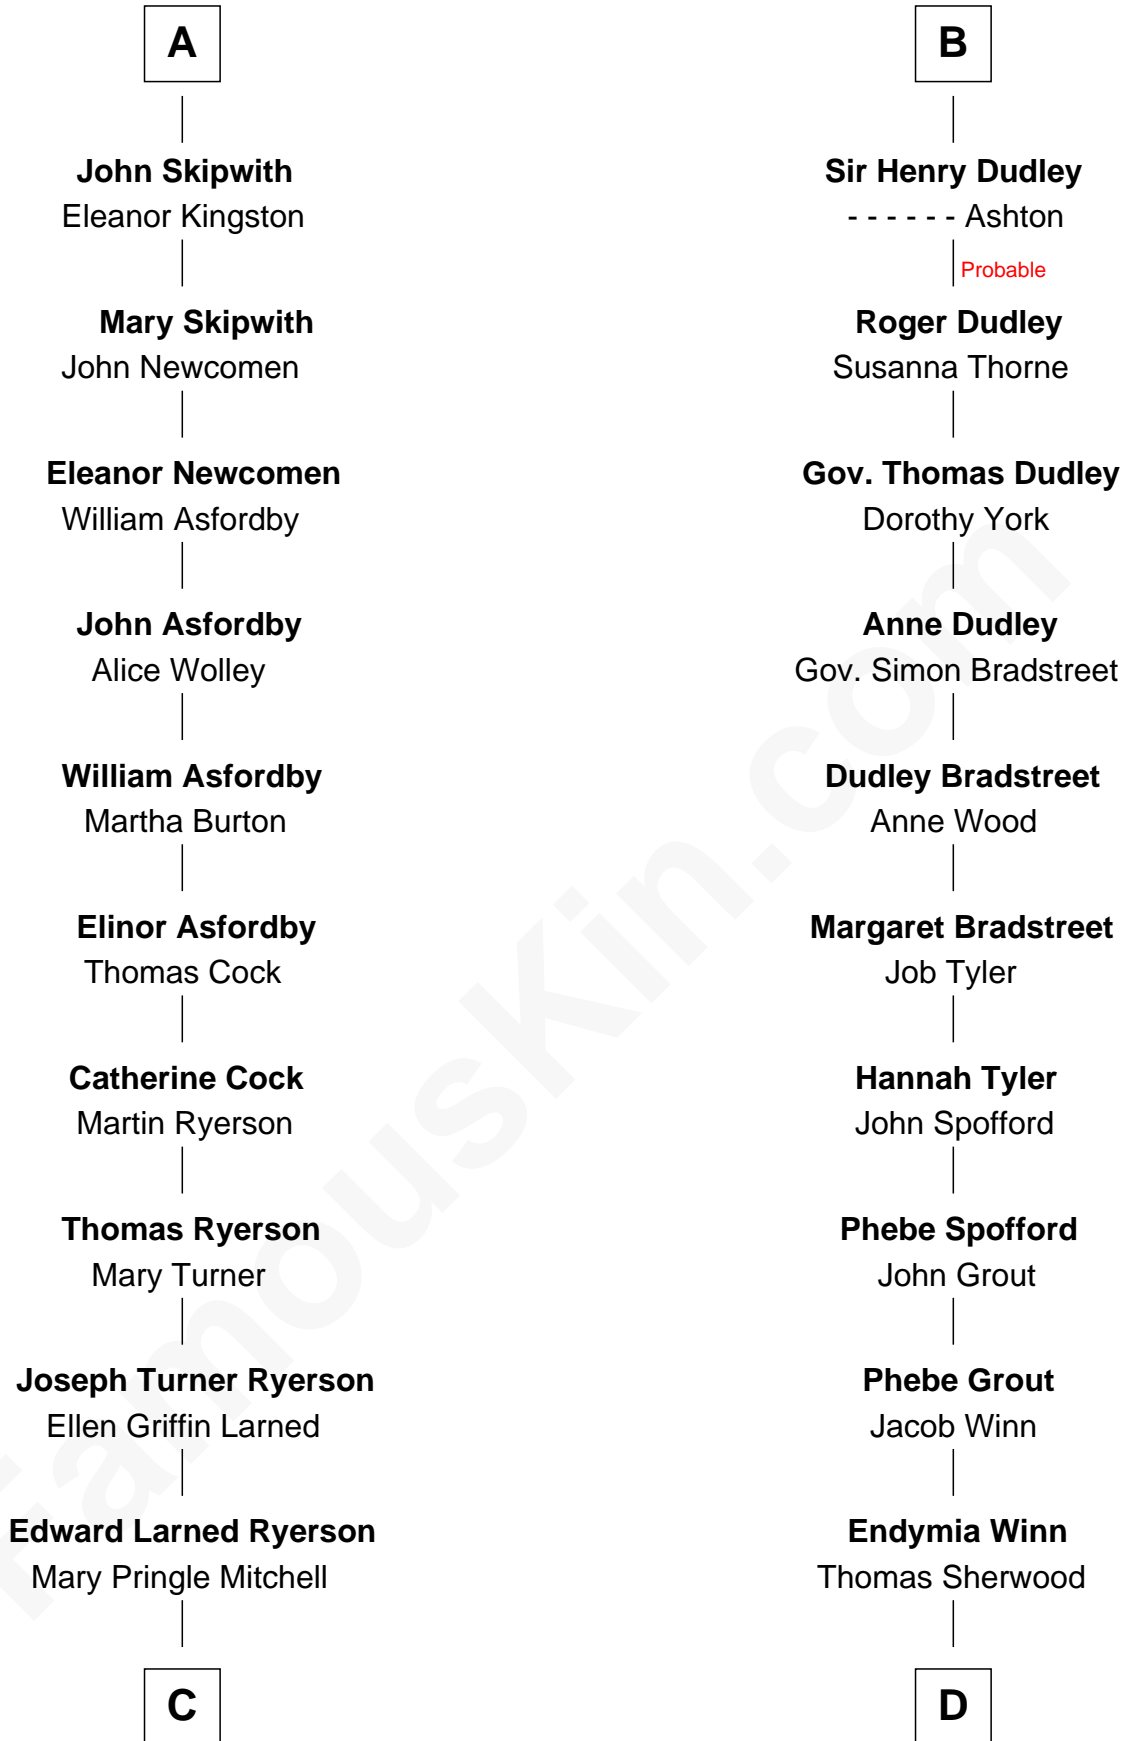 A
John Skipwith
Eleanor Kingston
Mary Skipwith
John Newcomen
Eleanor Newcomen
William Asfordby
John Asfordby
Alice Wolley
William Asfordby
Martha Burton
Elinor Asfordby
Thomas Cock
Catherine Cock
Martin Ryerson
Thomas Ryerson
Mary Turner
Joseph Turner Ryerson
Ellen Griffin Larned
Edward Larned Ryerson
Mary Pringle Mitchell
C
B
Sir Henry Dudley
- - - - - - Ashton
Probable
Roger Dudley
Susanna Thorne
Gov. Thomas Dudley
Dorothy York
Anne Dudley
Gov. Simon Bradstreet
Dudley Bradstreet
Anne Wood
Margaret Bradstreet
Job Tyler
Hannah Tyler
John Spofford
Phebe Spofford
John Grout
Phebe Grout
Jacob Winn
Endymia Winn
Thomas Sherwood
D
FamousKin.com